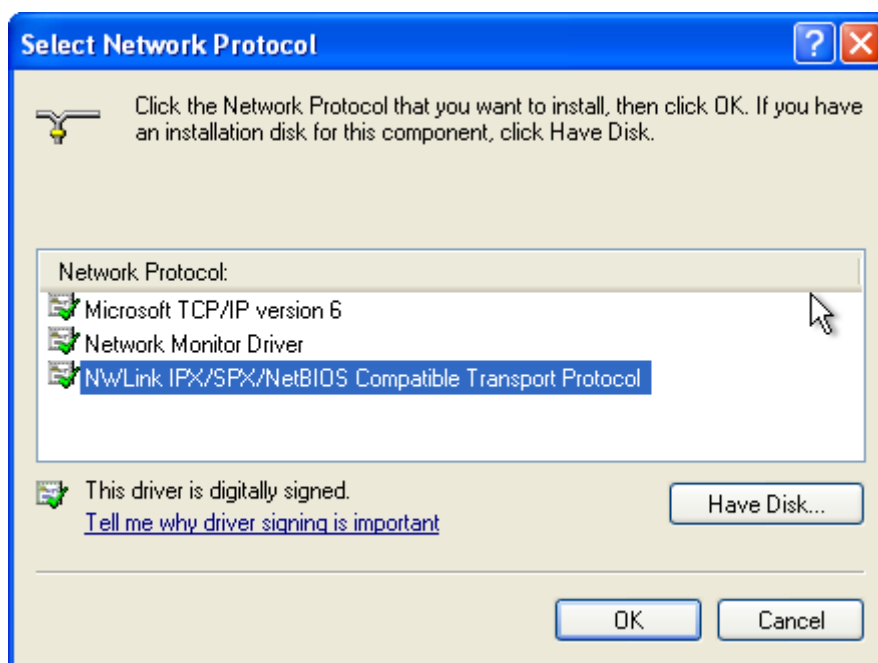 Select Network Protocol
?
Click the Network Protocol that you want to install, then click OK. If you have
an installation disk for this component, click Have Disk.
Network Protocol:
Microsoft TCP/IP version 6
Network Monitor Driver
NWLink IPX/SPX/NetBIOS Compatible Transport Protocol
This driver is digitally signed.
Tell me why driver signing is important
Have Disk...
OK
Cancel